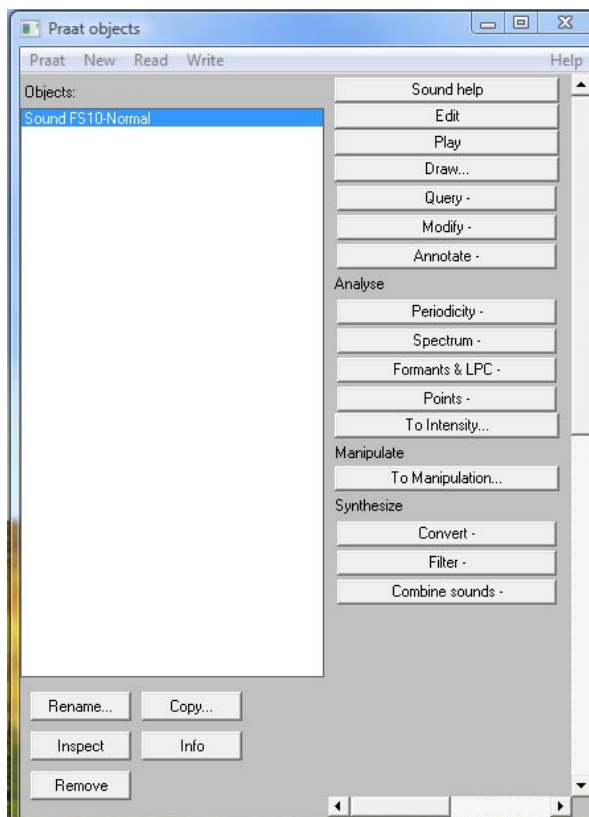 Praat objects
Praat New Read Write Help
Objects:
Sound FS10-Normal
Sound help
Edit
Play
Draw...
Query -
Modify -
Annotate -
Analyse
Periodicity -
Spectrum -
Formants & LPC -
Points -
To Intensity...
Manipulate
To Manipulation...
Synthesize
Convert -
Filter -
Combine sounds -
Rename... Copy...
Inspect Info
Remove